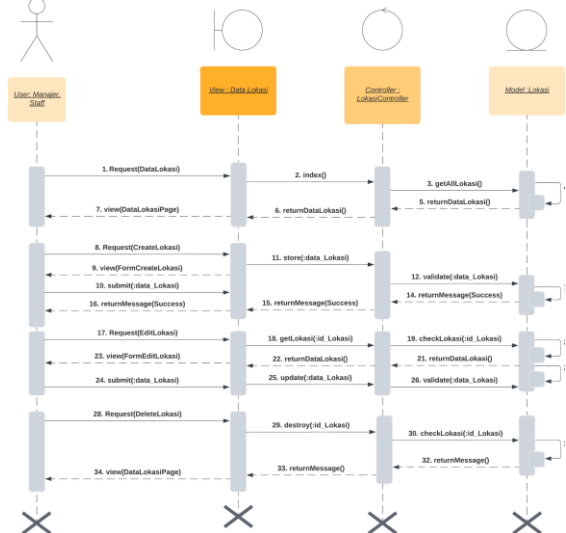 User: Manajer, Staff
View : Data Lokasi
Controller : LokasiController
Model :Lokasi
1. Request(DataLokasi)
2. index()
3. getAllLokasi()
5. returnDataLokasi()
6. returnDataLokasi()
7. view(DataLokasiPage)
8. Request(CreateLokasi)
9. view(FormCreateLokasi)
10. submit(:data_Lokasi)
11. store(:data_Lokasi)
12. validate(:data_Lokasi)
14. returnMessage(Success)
15. returnMessage(Success)
16. returnMessage(Success)
17. Request(EditLokasi)
18. getLokasi(:id_Lokasi)
19. checkLokasi(:id_Lokasi)
21. returnDataLokasi()
22. returnDataLokasi()
23. view(FormEditLokasi)
24. submit(:data_Lokasi)
25. update(:data_Lokasi)
26. validate(:data_Lokasi)
28. Request(DeleteLokasi)
29. destroy(:id_Lokasi)
30. checkLokasi(:id_Lokasi)
32. returnMessage()
33. returnMessage()
34. view(DataLokasiPage)